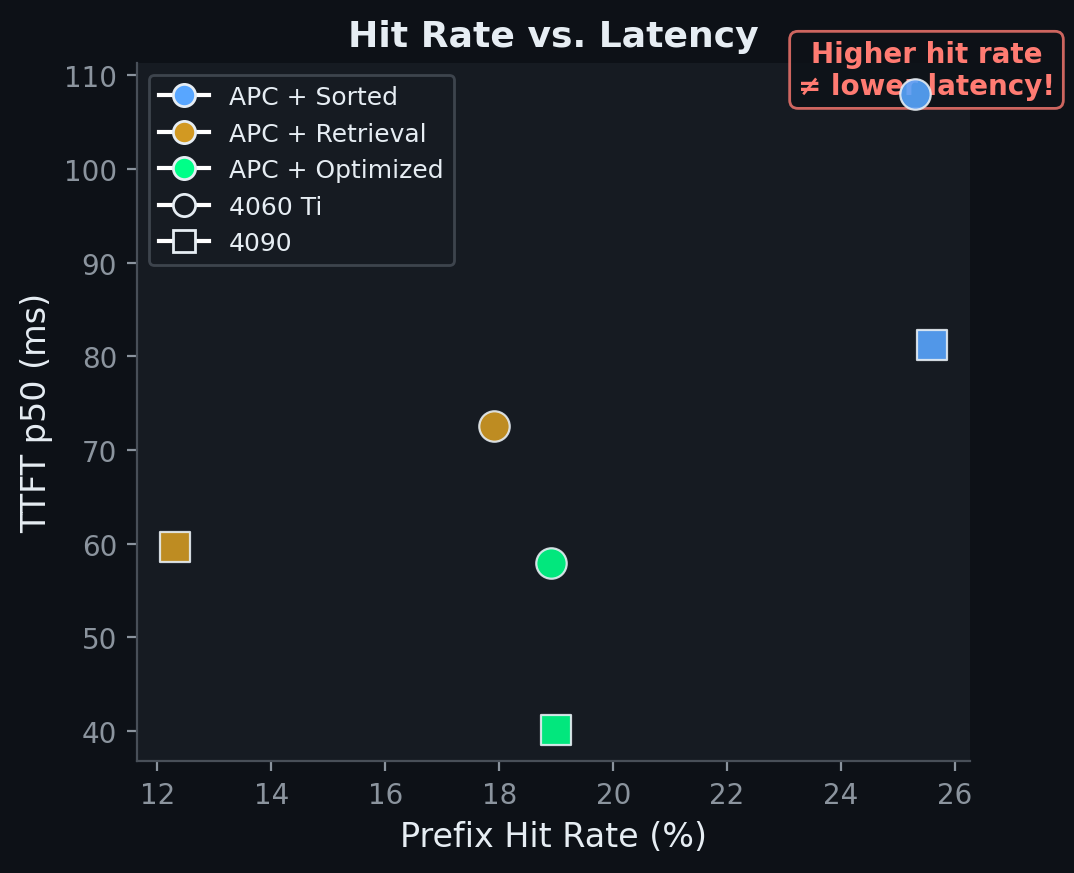 Hit Rate vs. Latency
Higher hit rate
≠ lower latency!
APC + Sorted
APC + Retrieval
APC + Optimized
4060 Ti
4090
110
100
90
80
70
60
50
40
TTFT p50 (ms)
12 14 16 18 20 22 24 26
Prefix Hit Rate (%)